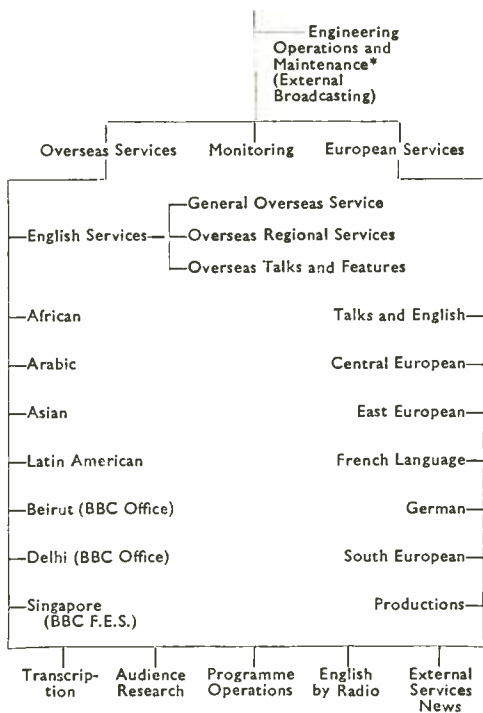 Engineering
Operations and
Maintenance*
(External
Broadcasting)
Overseas Services Monitoring European Services
General Overseas Service
English Services Overseas Regional Services
Overseas Talks and Features
African Talks and English
Arabic Central European
Asian East European
Latin American French Language
Beirut (BBC Office) German
Delhi (BBC Office) South European
Singapore Productions
(BBC F.E.S.)
Transcrip- Audience Programme English External
tion Research Operations by Radio Services
News